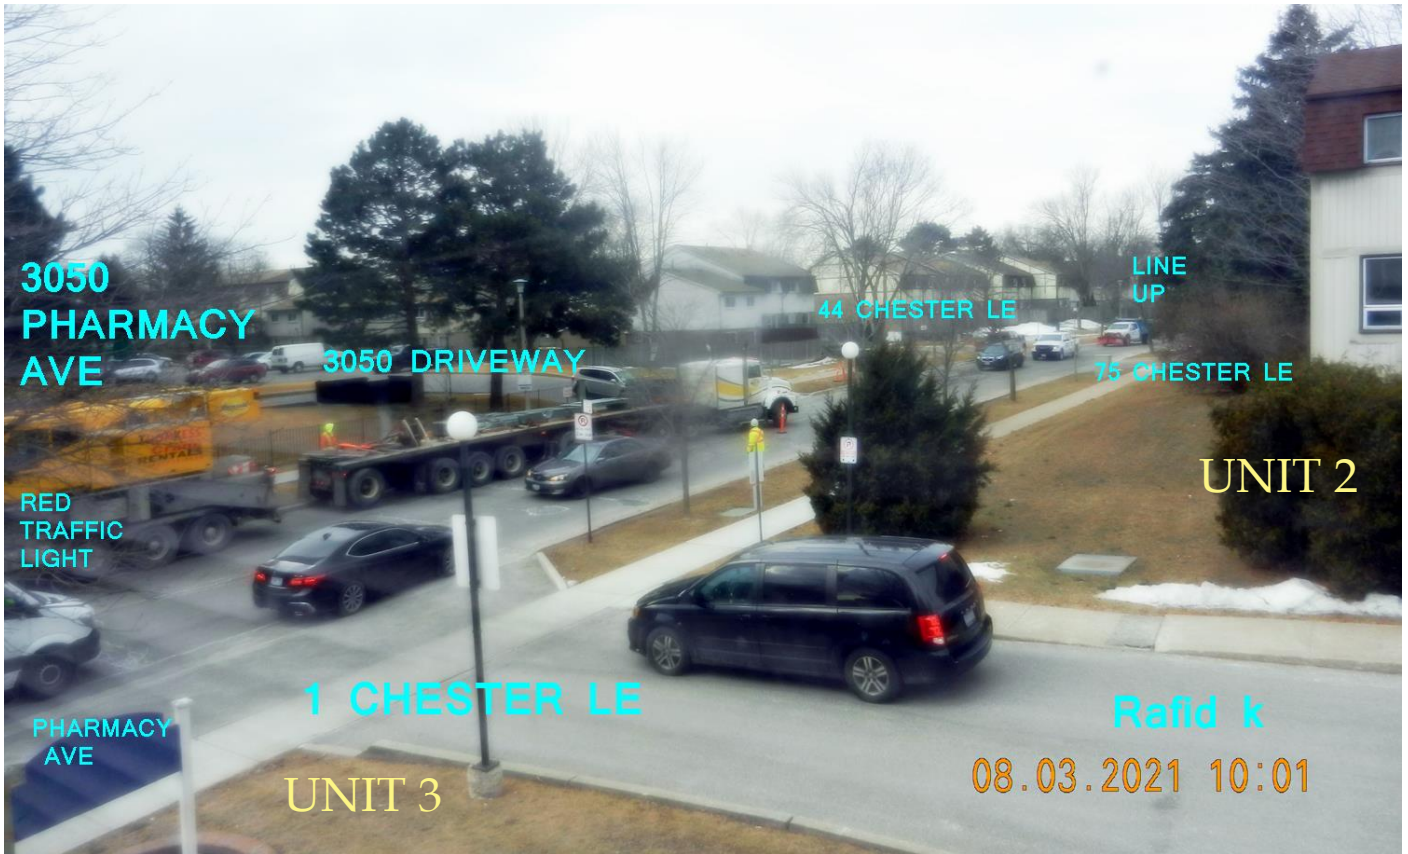 3050
PHARMACY
AVE
3050 DRIVEWAY
44 CHESTER LE
LINE
UP
75 CHESTER LE
RENTALS
RED
TRAFFIC
LIGHT
UNIT 2
1 CHESTER LE
Rafid k
PHARMACY
AVE
UNIT 3
08.03.2021 10:01